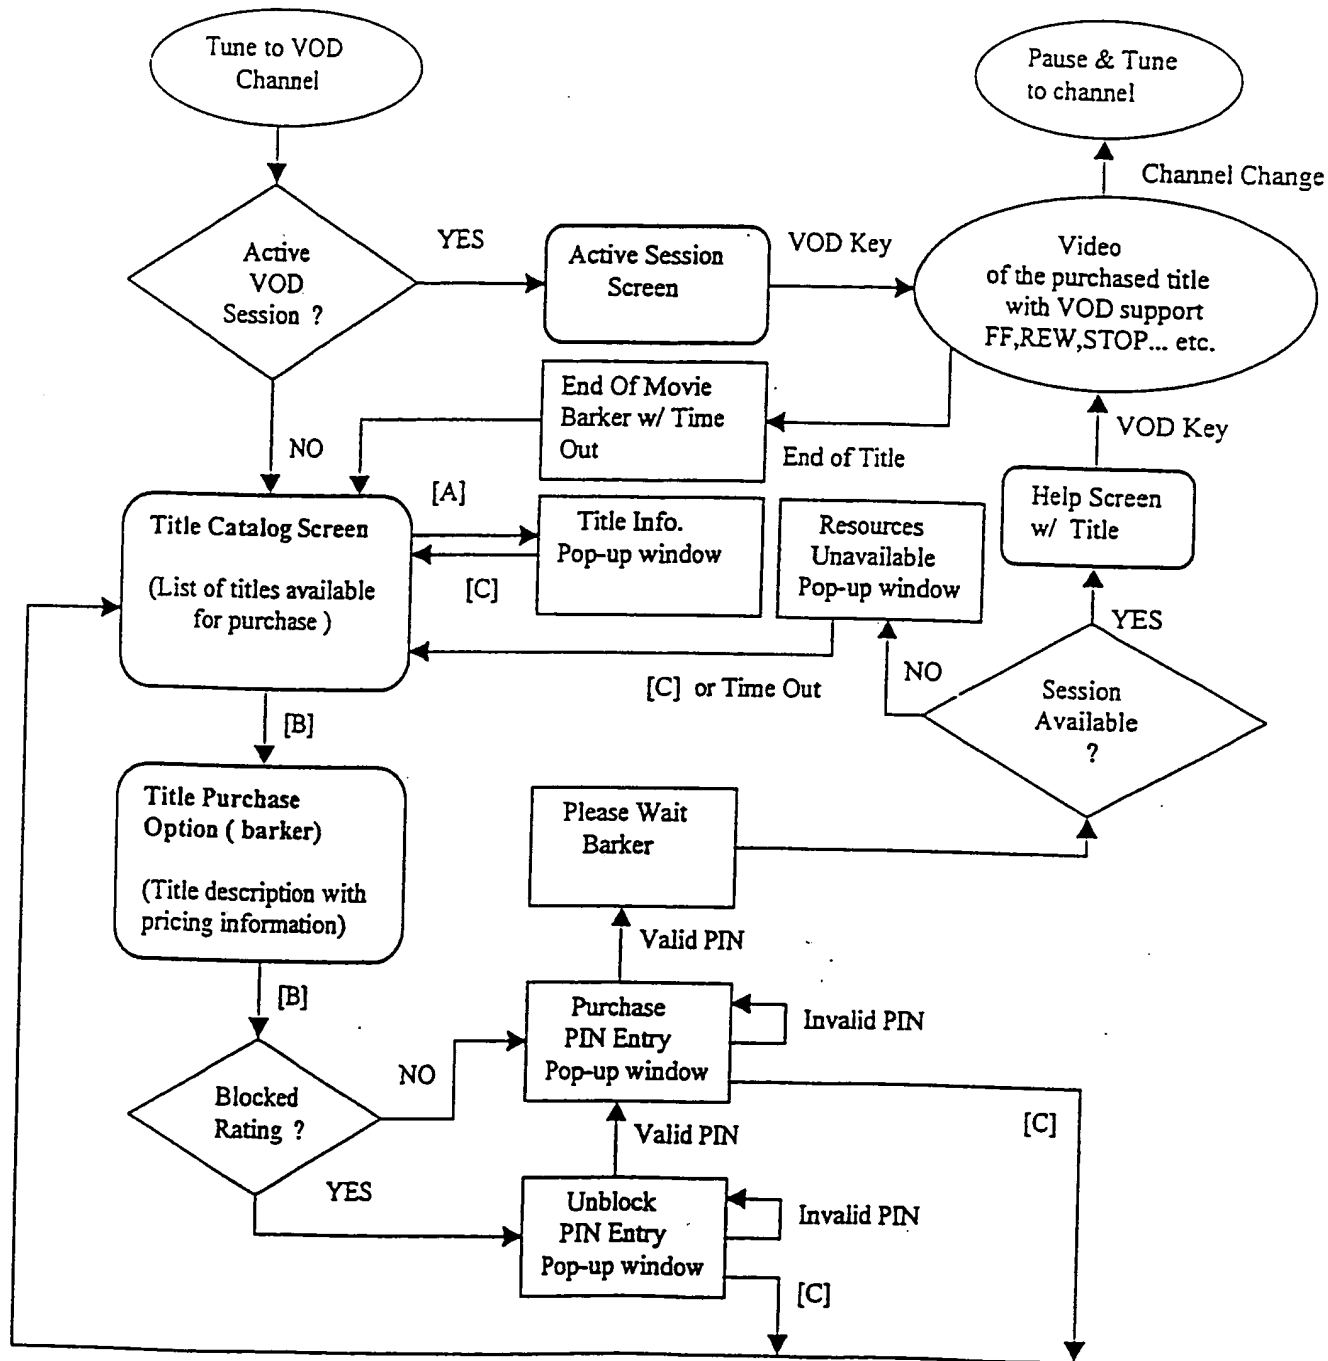 Tune to VOD
Channel
Pause & Tune
to channel
Channel Change
Active
VOD
Session ?
YES
Active Session
Screen
VOD Key
Video
of the purchased title
with VOD support
FF,REW,STOP... etc.
NO
End Of Movie
Barker w/ Time
Out
End of Title
VOD Key
Help Screen
w/ Title
Title Catalog Screen
(List of titles available
for purchase )
[A]
Title Info.
Pop-up window
[C]
Resources
Unavailable
Pop-up window
[C] or Time Out
NO
YES
Session
Available
?
[B]
Title Purchase
Option ( barker)
(Title description with
pricing information)
Please Wait
Barker
Valid PIN
[B]
Purchase
PIN Entry
Pop-up window
Invalid PIN
NO
Blocked
Rating ?
[C]
Valid PIN
YES
Unblock
PIN Entry
Pop-up window
Invalid PIN
[C]